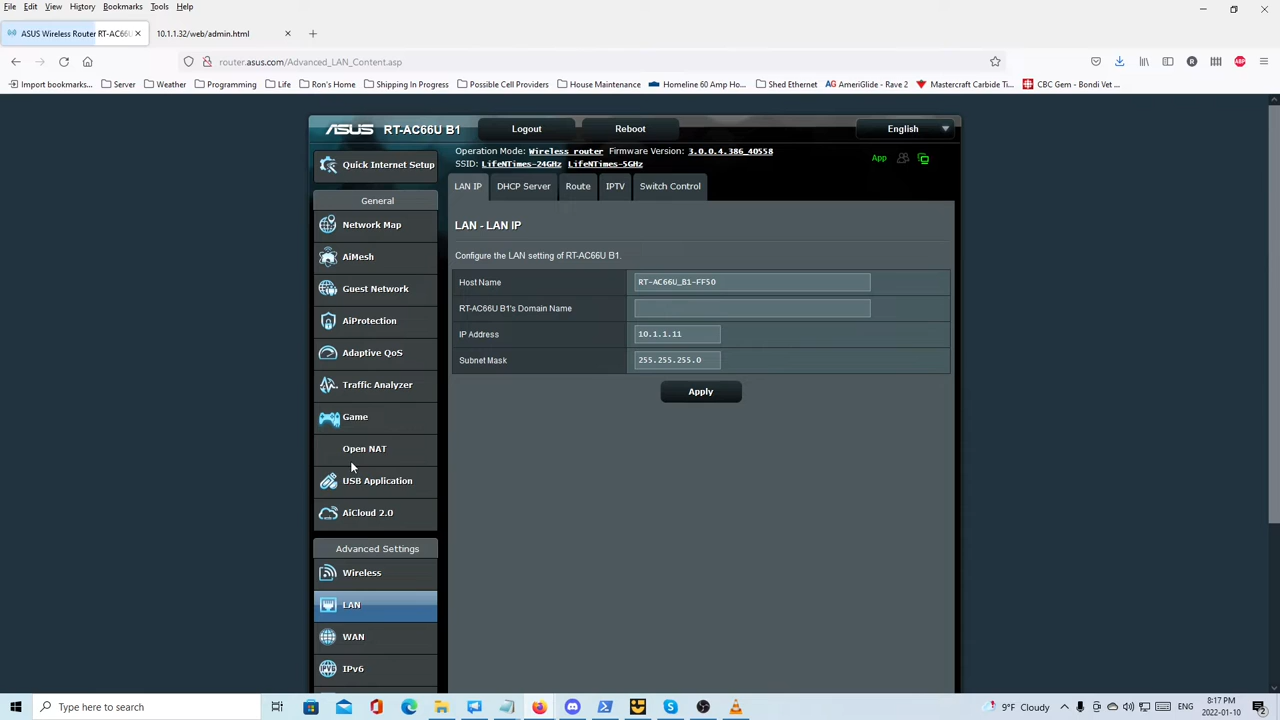 File Edit View History Bookmarks Tools Help
ASUS Wireless Router RT-AC66U
10.1.1.32/web/admin.html
router.asus.com/Advanced_LAN_Content.asp
Import bookmarks... Server Weather Programming Life Ron's Home Shipping In Progress Possible Cell Providers House Maintenance Homeline 60 Amp Ho... Shed Ethernet AG AmeriGlide - Rave 2 Mastercraft Carbide Ti... CBC Gem - Bondi Vet ...
ASUS RT-AC66U B1 Logout Reboot English
Operation Mode: Wireless router Firmware Version: 3.0.0.4.386_40558
SSID: LifeNTimes-24GHz LifeNTimes-5GHz
App
Quick Internet Setup
General
Network Map
AiMesh
Guest Network
AiProtection
Adaptive QoS
Traffic Analyzer
Game
Open NAT
USB Application
AiCloud 2.0
Advanced Settings
Wireless
LAN
WAN
IPv6
LAN IP DHCP Server Route IPTV Switch Control
LAN - LAN IP
Configure the LAN setting of RT-AC66U B1.
Host Name RT-AC66U_B1-FF50
RT-AC66U B1's Domain Name
IP Address 10.1.1.11
Subnet Mask 255.255.255.0
Apply
Type here to search
9°F Cloudy
ENG
8:17 PM
2022-01-10
2